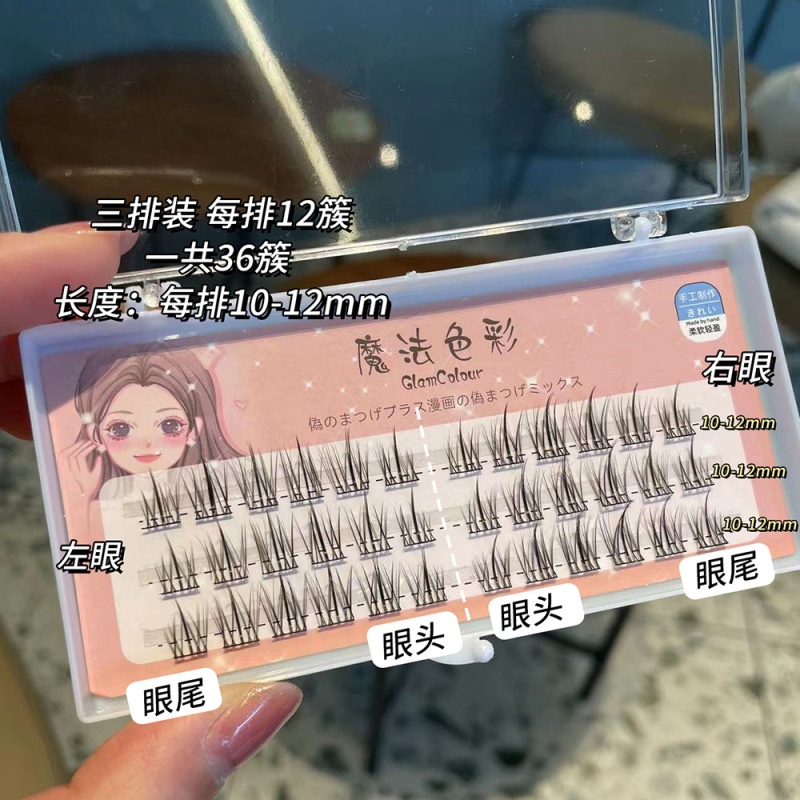 三排装 每排12簇
一共36簇
长度：每排10-12mm
手工制作
きれい
Made by hand
柔软轻盈
魔法色彩
GlamColour
偽のまつげプラス漫画の偽まつげミックス
右眼
10-12mm
10-12mm
10-12mm
左眼
眼尾
眼头
眼头
眼尾